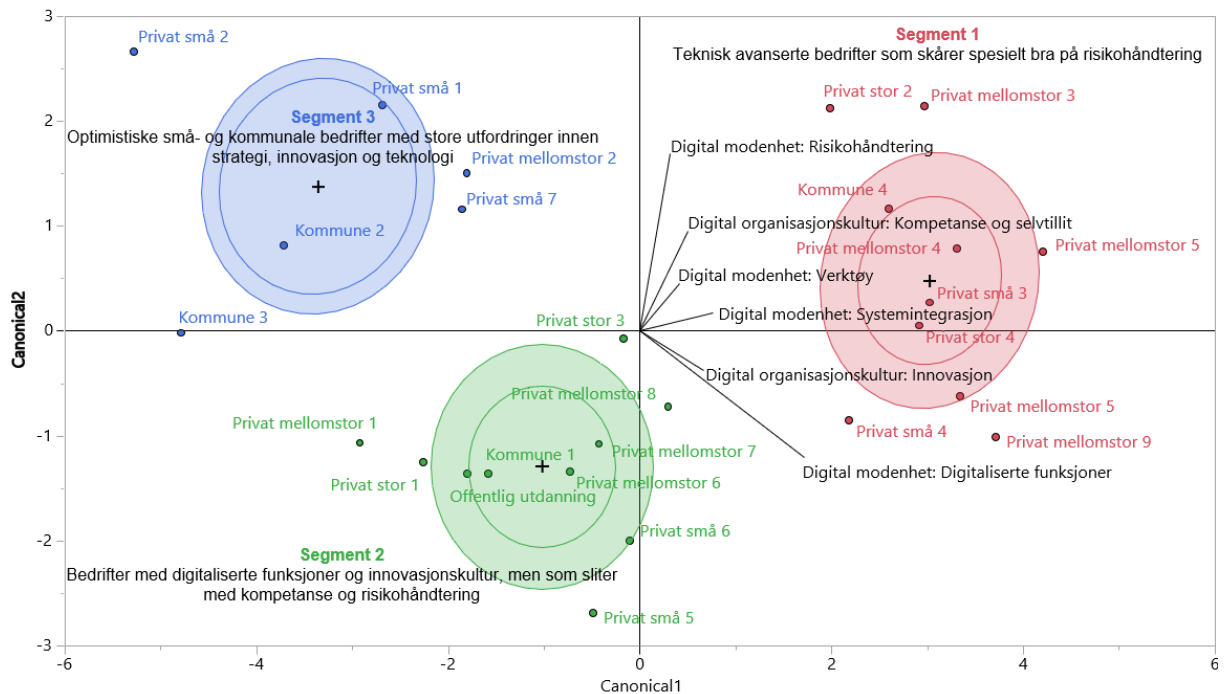 3
2
1
0
-1
-2
-3
Canonical2
Privat små 2
Segment 1
Teknisk avanserte bedrifter som skårer spesielt bra på risikohåndtering
Privat små 1
Privat stor 2
Privat mellomstor 3
Segment 3
Optimistiske små- og kommunale bedrifter med store utfordringer innen
strategi, innovasjon og teknologi
Privat mellomstor 2
Digital modenhet: Risikohåndtering
Privat små 7
Kommune 4
Kommune 2
Digital organisasjonskultur: Kompetanse og selvtillit
Privat mellomstor 4
Privat mellomstor 5
Digital modenhet: Verktøy
Privat små 3
Kommune 3
Privat stor 3
Digital modenhet: Systemintegrasjon
Privat stor 4
Digital organisasjonskultur: Innovasjon
Privat mellomstor 8
Privat mellomstor 5
Privat mellomstor 1
Privat små 4
Privat mellomstor 9
Kommune 1
Privat mellomstor 7
Digital modenhet: Digitaliserte funksjoner
Privat stor 1
Offentlig utdanning
Privat mellomstor 6
Privat små 6
Segment 2
Bedrifter med digitaliserte funksjoner og innovasjonskultur, men som sliter
med kompetanse og risikohåndtering
Privat små 5
-6
-4
-2
0
2
4
6
Canonical1